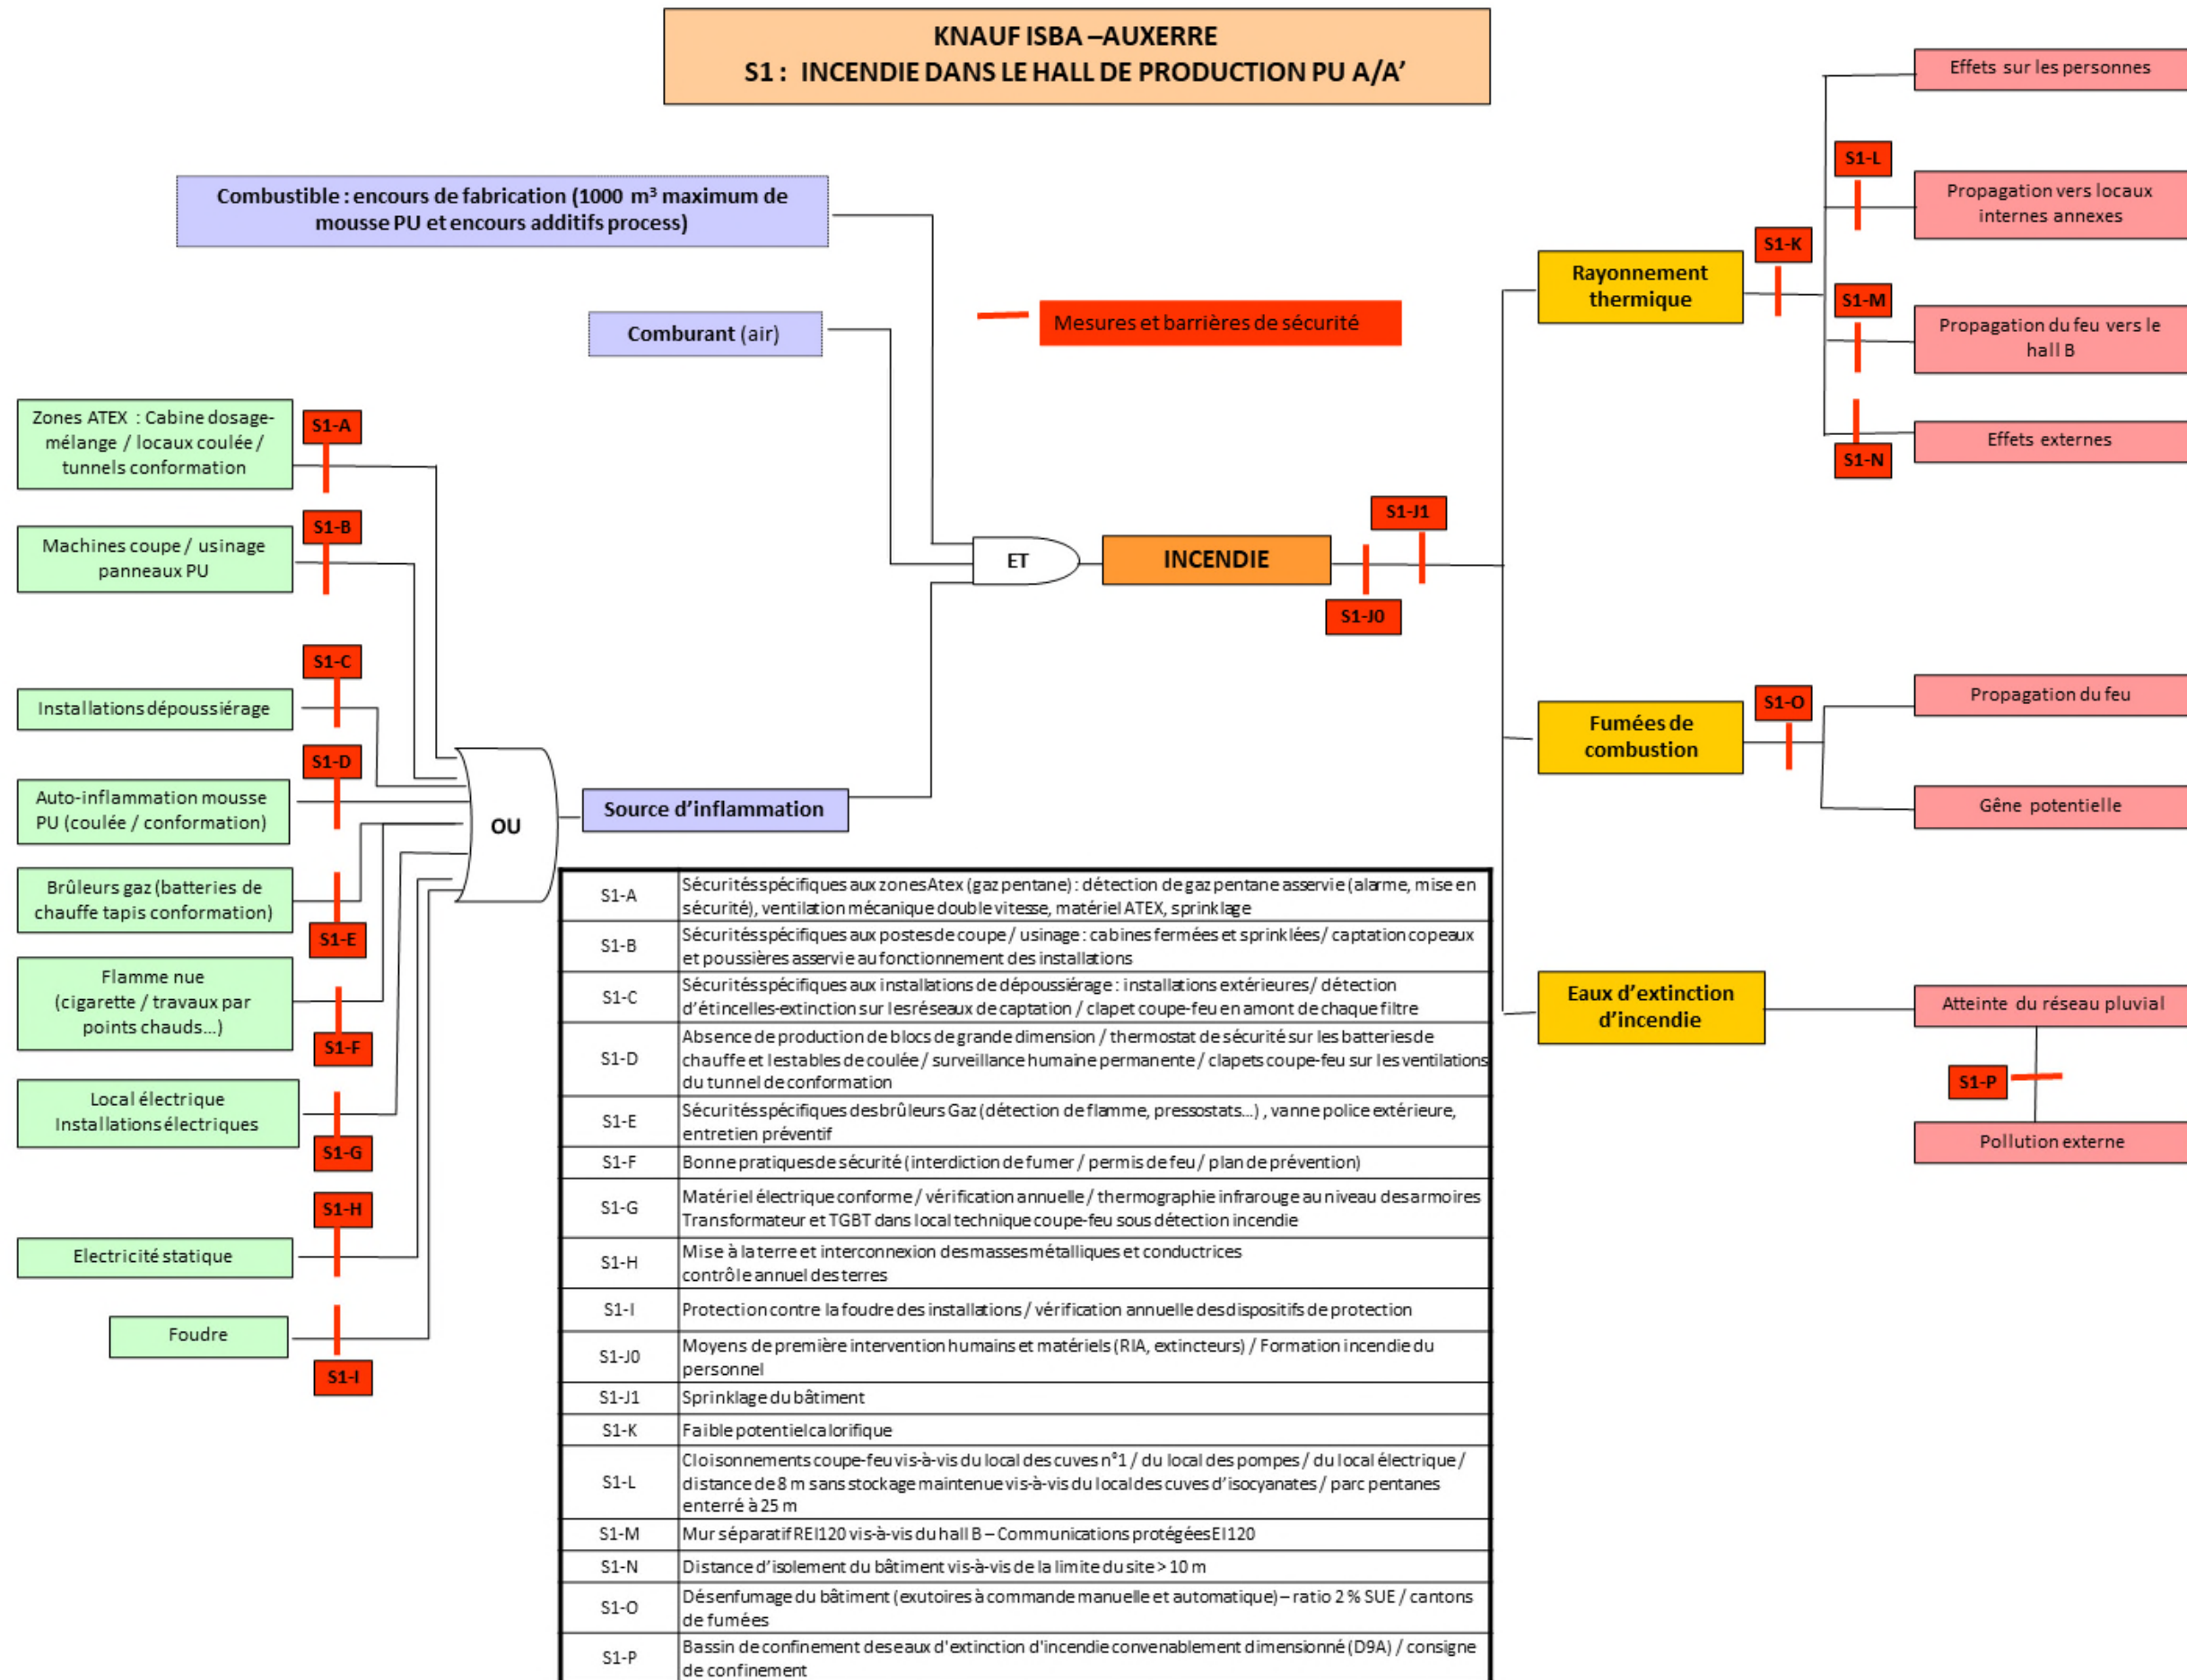 KNAUF ISBA –AUXERRE
S1 : INCENDIE DANS LE HALL DE PRODUCTION PU A/A’
Combustible : encours de fabrication (1000 m³ maximum de
mousse PU et encours additifs process)
Comburant (air)
Mesures et barrières de sécurité
Zones ATEX : Cabine dosage-
mélange / locaux coulée /
tunnels conformation
S1-A
Machines coupe / usinage
panneaux PU
S1-B
Installations dépoussiérage
S1-C
Auto-inflammation mousse
PU (coulée / conformation)
S1-D
Brûleurs gaz (batteries de
chauffe tapis conformation)
S1-E
Flamme nue
(cigarette / travaux par
points chauds…)
S1-F
Local électrique
Installations électriques
S1-G
Electricité statique
S1-H
Foudre
S1-I
OU
Source d’inflammation
ET
INCENDIE
S1-J0
S1-J1
Rayonnement
thermique
S1-K
Effets sur les personnes
S1-L
Propagation vers locaux
internes annexes
S1-M
Propagation du feu vers le
hall B
S1-N
Effets externes
Fumées de
combustion
S1-O
Propagation du feu
Gêne potentielle
Eaux d’extinction
d’incendie
Atteinte du réseau pluvial
S1-P
Pollution externe
S1-A
Sécurités spécifiques aux zones Atex (gaz pentane) : détection de gaz pentane asservie (alarme, mise en
sécurité), ventilation mécanique double vitesse, matériel ATEX, sprinklage
S1-B
Sécurités spécifiques aux postes de coupe / usinage : cabines fermées et sprinklées / captation copeaux
et poussières asservie au fonctionnement des installations
S1-C
Sécurités spécifiques aux installations de dépoussiérage : installations extérieures / détection
d’étincelles-extinction sur les réseaux de captation / clapet coupe-feu en amont de chaque filtre
S1-D
Absence de production de blocs de grande dimension / thermostat de sécurité sur les batteries de
chauffe et les tables de coulée / surveillance humaine permanente / clapets coupe-feu sur les ventilations
du tunnel de conformation
S1-E
Sécurités spécifiques des brûleurs Gaz (détection de flamme, pressostats…) , vanne police extérieure,
entretien préventif
S1-F
Bonne pratiques de sécurité (interdiction de fumer / permis de feu / plan de prévention)
S1-G
Matériel électrique conforme / vérification annuelle / thermographie infrarouge au niveau des armoires
Transformateur et TGBT dans local technique coupe-feu sous détection incendie
S1-H
Mise à la terre et interconnexion des masses métalliques et conductrices
contrôle annuel des terres
S1-I
Protection contre la foudre des installations / vérification annuelle des dispositifs de protection
S1-J0
Moyens de première intervention humains et matériels (RIA, extincteurs) / Formation incendie du
personnel
S1-J1
Sprinklage du bâtiment
S1-K
Faible potentiel calorifique
S1-L
Cloisonnements coupe-feu vis-à-vis du local des cuves n°1 / du local des pompes / du local électrique /
distance de 8 m sans stockage maintenue vis-à-vis du local des cuves d’isocyanates / parc pentanes
enterré à 25 m
S1-M
Mur séparatif REI120 vis-à-vis du hall B – Communications protégées EI120
S1-N
Distance d’isolement du bâtiment vis-à-vis de la limite du site > 10 m
S1-O
Désenfumage du bâtiment (exutoires à commande manuelle et automatique) – ratio 2 % SUE / cantons
de fumées
S1-P
Bassin de confinement des eaux d'extinction d'incendie convenablement dimensionné (D9A) / consigne
de confinement